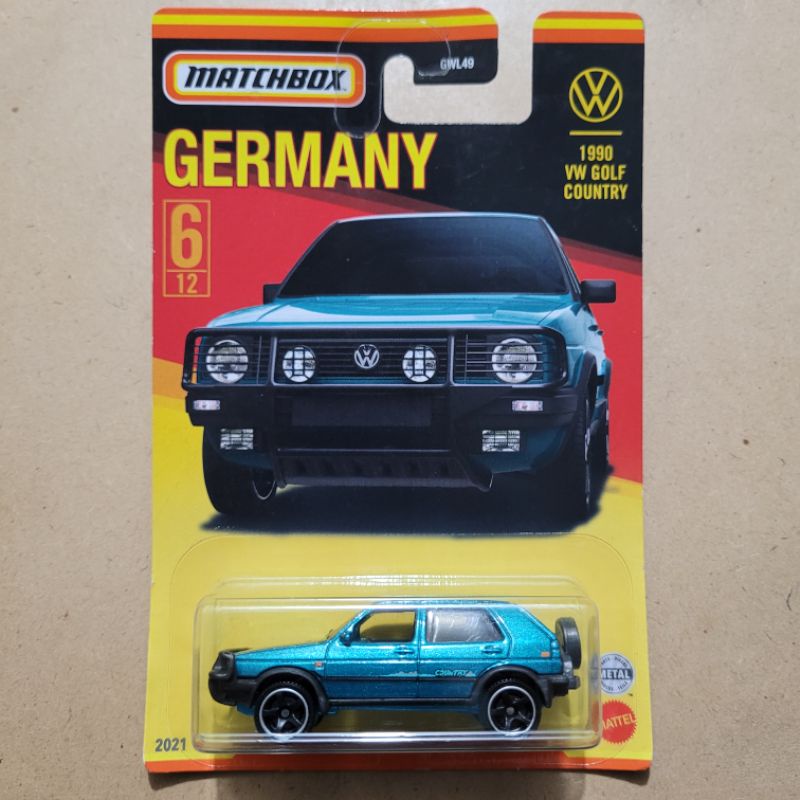 GWL49
MATCHBOX
GERMANY
1990
VW GOLF
COUNTRY
6
12
COUNTRY
METAL
MATTEL
2021